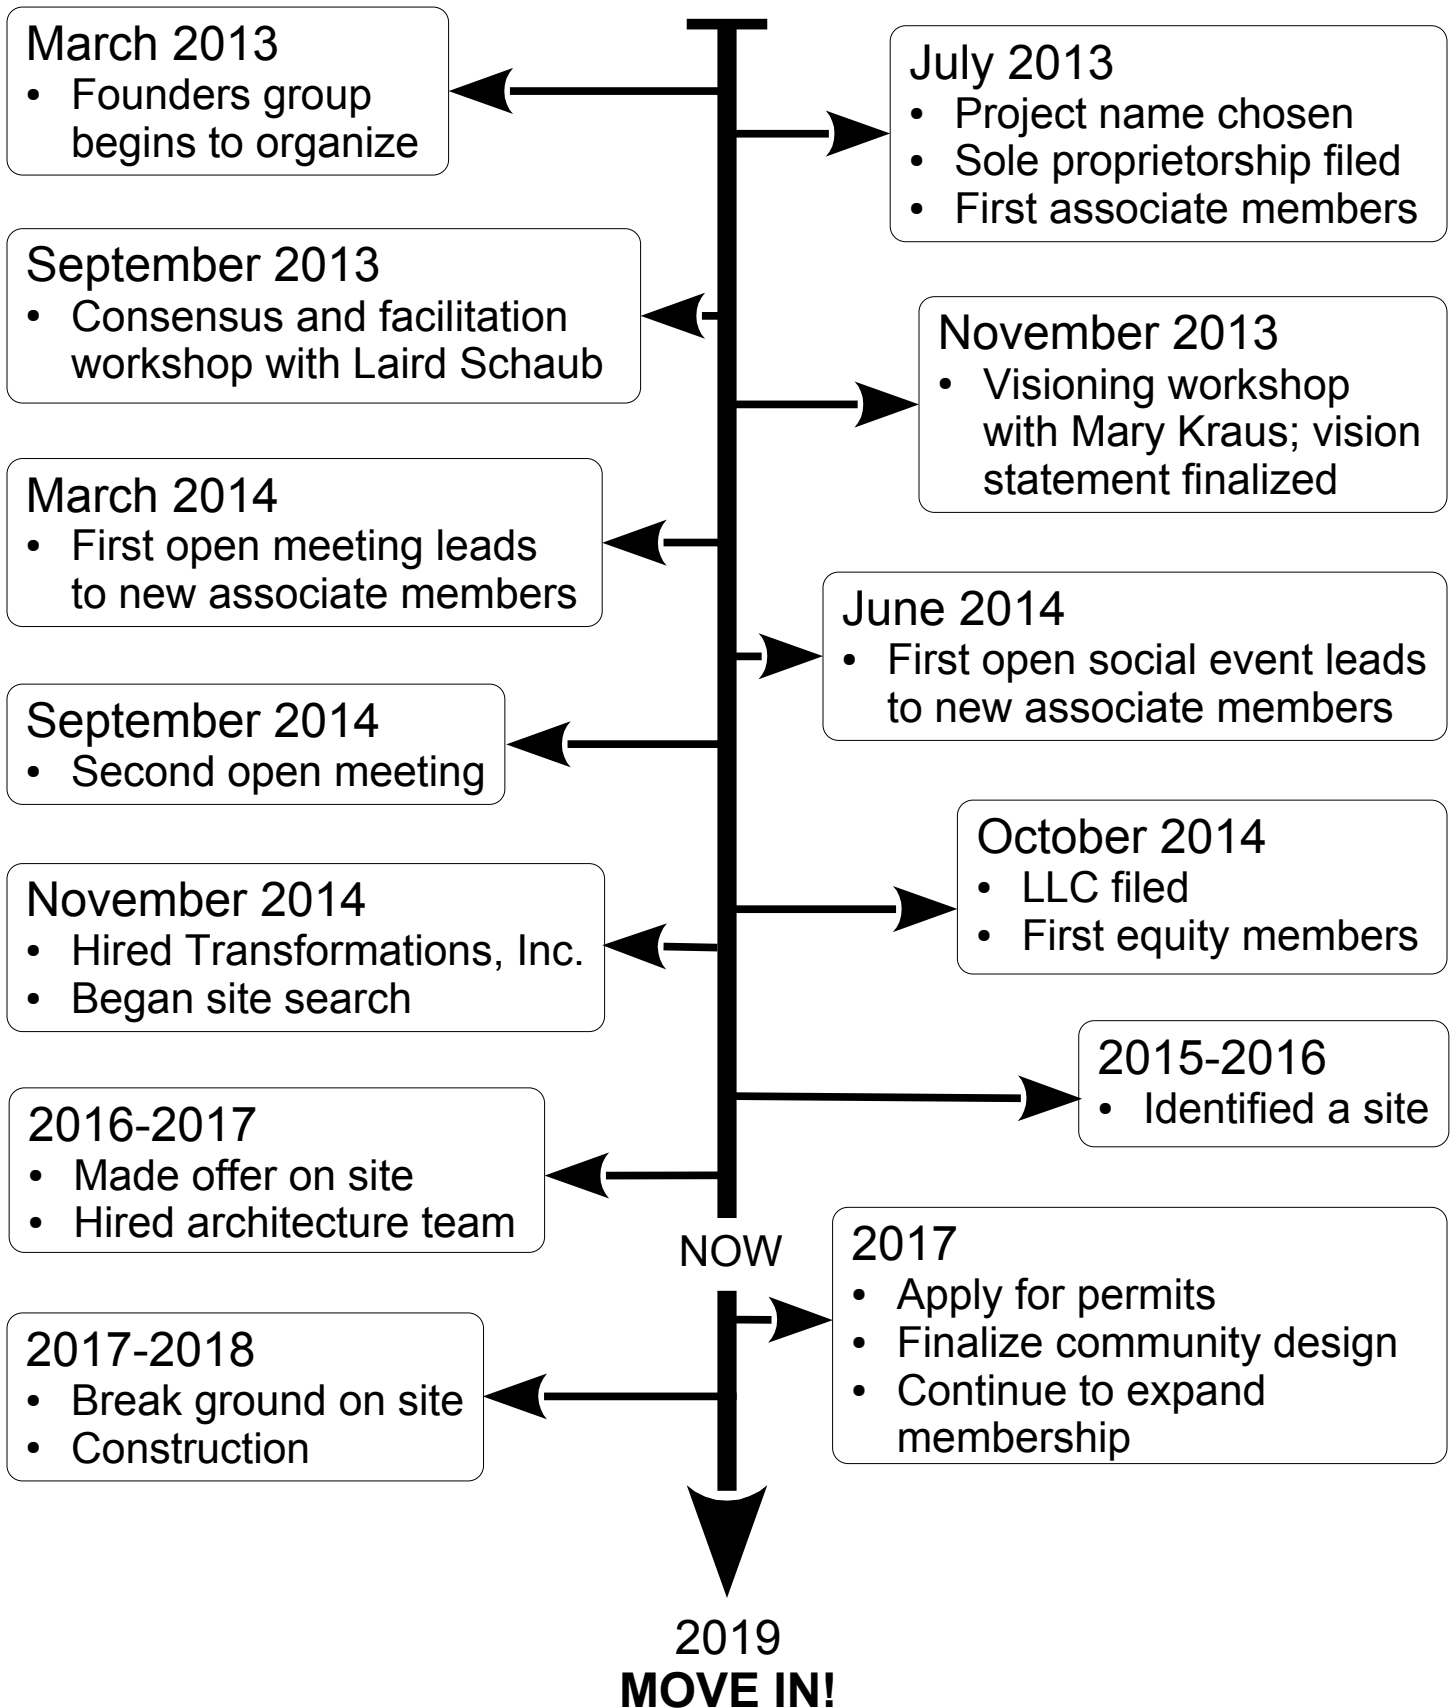 March 2013
• Founders group
begins to organize
July 2013
• Project name chosen
• Sole proprietorship filed
• First associate members
September 2013
• Consensus and facilitation
workshop with Laird Schaub
November 2013
• Visioning workshop
with Mary Kraus; vision
statement finalized
March 2014
• First open meeting leads
to new associate members
June 2014
• First open social event leads
to new associate members
September 2014
• Second open meeting
October 2014
• LLC filed
• First equity members
November 2014
• Hired Transformations, Inc.
• Began site search
2015-2016
• Identified a site
2016-2017
• Made offer on site
• Hired architecture team
NOW
2017
• Apply for permits
• Finalize community design
• Continue to expand
membership
2017-2018
• Break ground on site
• Construction
2019
MOVE IN!